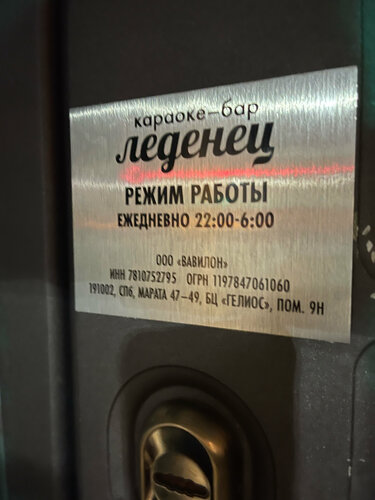 караоке-бар
леденец
РЕЖИМ РАБОТЫ
ЕЖЕДНЕВНО 22:00-6:00
ООО «ВАВИЛОН»
ИНН 7810752795 ОГРН 1197847061060
191002, СПб, МАРАТА 47-49, БЦ «ГЕЛИОС», ПОМ. 9Н